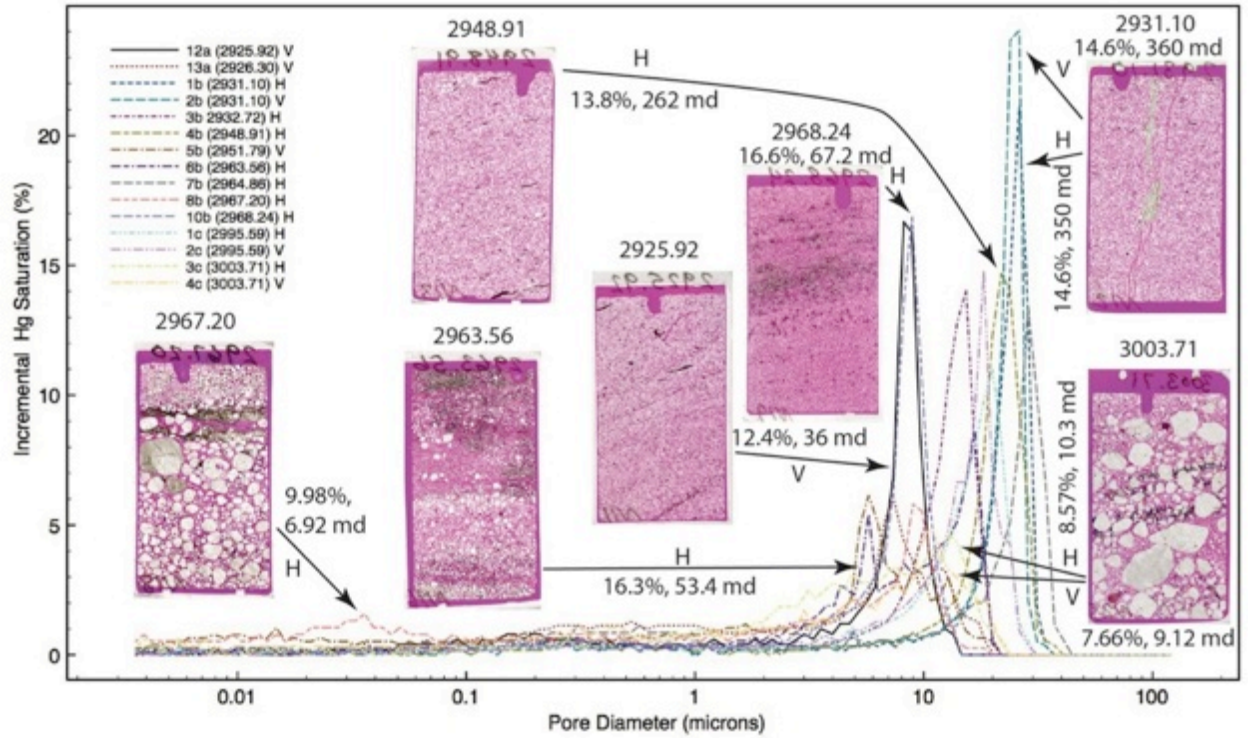 2948.91
2931.10
14.6%, 360 md
V
H
14.6%, 350 md
12a (2925.92) V
13a (2926.30) V
1b (2931.10) H
2b (2931.10) V
3b 2932.72) H
4b (2948.91) H
5b (2951.79) V
6b (2963.56) H
7b (2964.86) H
8b (2967.20) H
10b (2968.24) H
1c (2995.59) H
2c (2995.59) V
3c (3003.71) H
4c (3003.71) V
H
13.8%, 262 md
2968.24
16.6%, 67.2 md
H
2925.92
2967.20
2963.56
3003.71
12.4%, 36 md
V
9.98%,
6.92 md
H
H
16.3%, 53.4 md
8.57%, 10.3 md
H
V
7.66%, 9.12 md
Incremental Hg Saturation (%)
20
15
10
5
0
0.01
0.1
1
10
100
Pore Diameter (microns)